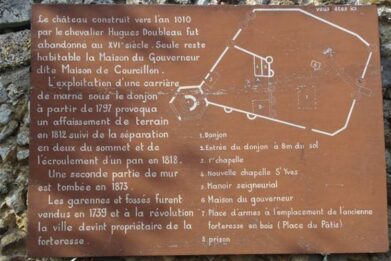 Vous êtes ici.
Le château construit vers l'an 1010
par le chevalier Hugues Doubleau fut
abandonné au XVI siècle. Seule reste
habitable la Maison du Gouverneur
dite Maison de Courcillon.
L'exploitation d'une carrière
de marne sous le donjon
à partir de 1797 provoqua
un affaissement de terrain
en 1812 suivi de la séparation
en deux du sommet et de
l'écroulement d'un pan en 1818.
Une seconde partie de mur
est tombée en 1873.
Les garennes et fossés furent
vendus en 1739 et à la révolution
la ville devint propriétaire de la
forteresse.
1. Donjon
2. Entrée du donjon à 8m du sol
3. 1re chapelle
4. Nouvelle chapelle St Yves
5. Manoir seigneurial
6. Maison du gouverneur
7. Place d'armes à l'emplacement de l'ancienne
forteresse en bois (Place du Pâtis)
8. prison